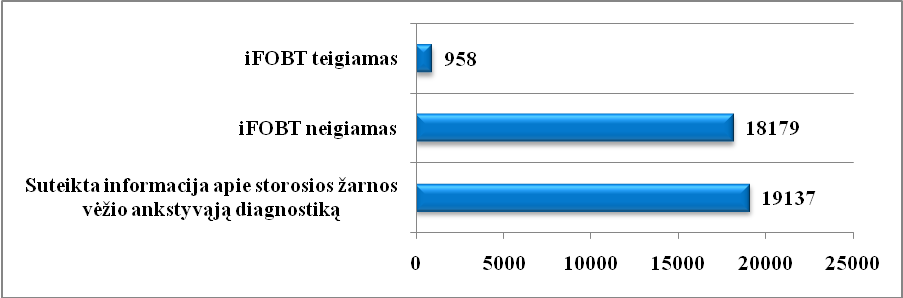 iFOBT teigiamas
958
iFOBT neigiamas
18179
Suteikta informacija apie storosios žarnos
vėžio ankstyvąją diagnostiką
19137
0 5000 10000 15000 20000 25000